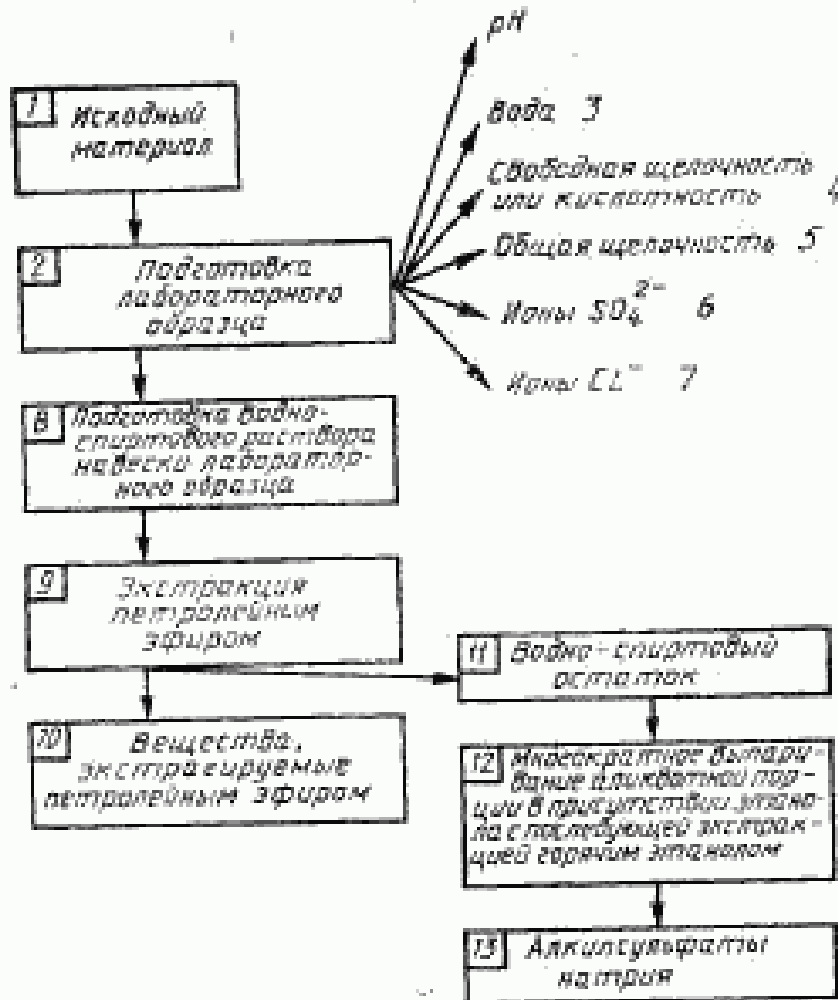 pH
1 Исходный
материал
Вода 3
Свободная щелочность
или кислотность 4
Общая щелочность 5
2 Подготовка
лабораторного
образца
Ионы SO₄²⁻ 6
Ионы CL⁻ 7
8 Подготовка водно-
спиртового раствора
навески лаборатор-
ного образца
9 Экстракция
петролейным
эфиром
11 Водно-спиртовый
остаток
10 Вещества,
экстрагируемые
петролейным эфиром
12 Многократное выпари-
вание аликвотной пор-
ции в присутствии этано-
ла с последующей экстрак-
цией горячим этанолом
13 Алкилсульфаты
натрия